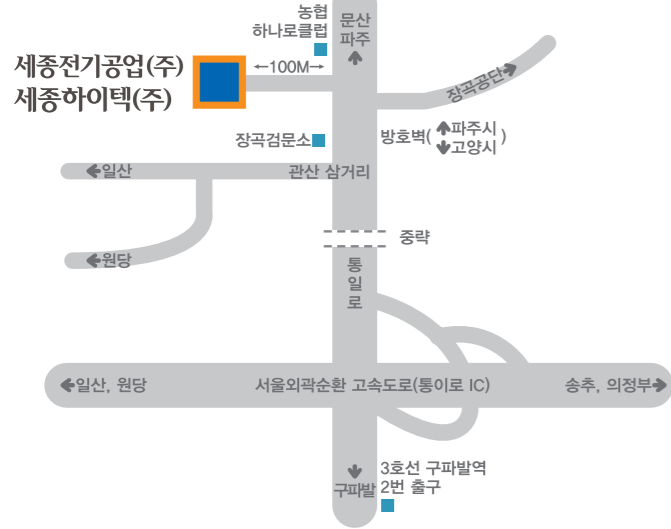 농협
하나로클럽
문산
파주
세종전기공업(주)
세종하이텍(주)
100M
장곡공단
장곡검문소
방호벽( 파주시
고양시 )
일산
관산 삼거리
중략
원당
통
일
로
일산, 원당
서울외곽순환 고속도로(통이로 IC)
송추, 의정부
구파발
3호선 구파발역
2번 출구